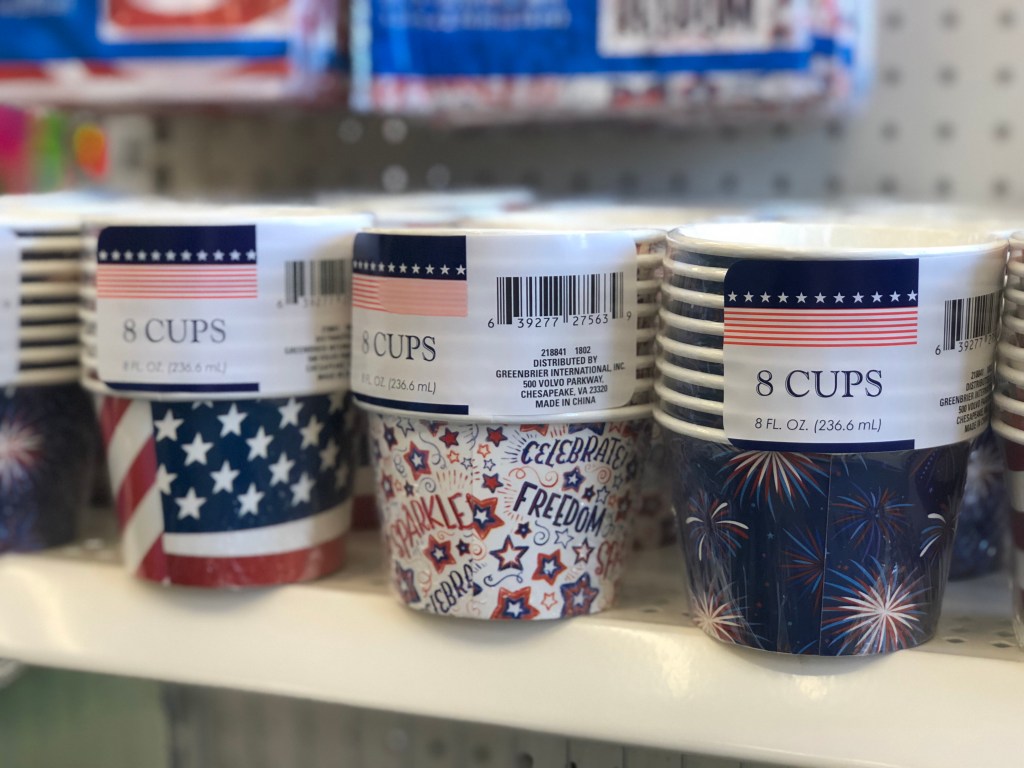 8 CUPS
8 FL. OZ. (236.6 mL)
8 CUPS
8 FL. OZ. (236.6 mL)
6 39277 27563 9
218841 1802
DISTRIBUTED BY
GREENBRIER INTERNATIONAL, INC.
500 VOLVO PARKWAY,
CHESAPEAKE, VA 23320
MADE IN CHINA
CELEBRATE
SPARKLE
FREEDOM
8 CUPS
8 FL. OZ. (236.6 mL)
6 39277